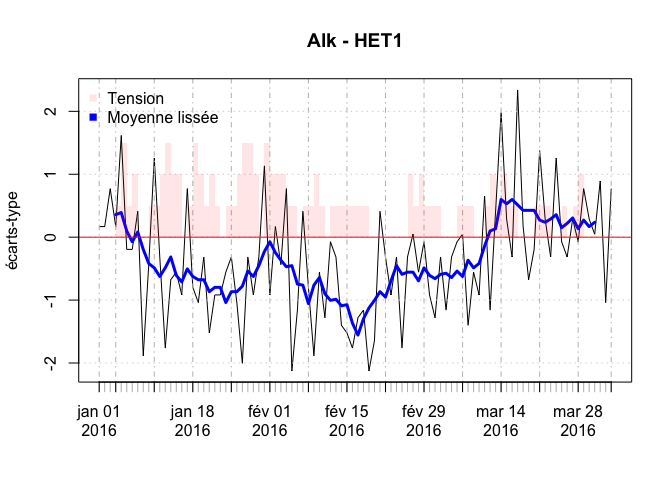 Alk - HET1
Tension
Moyenne lissée
écarts-type
2
1
0
-1
-2
jan 01 jan 18 fév 01 fév 15 fév 29 mar 14 mar 28
2016 2016 2016 2016 2016 2016 2016